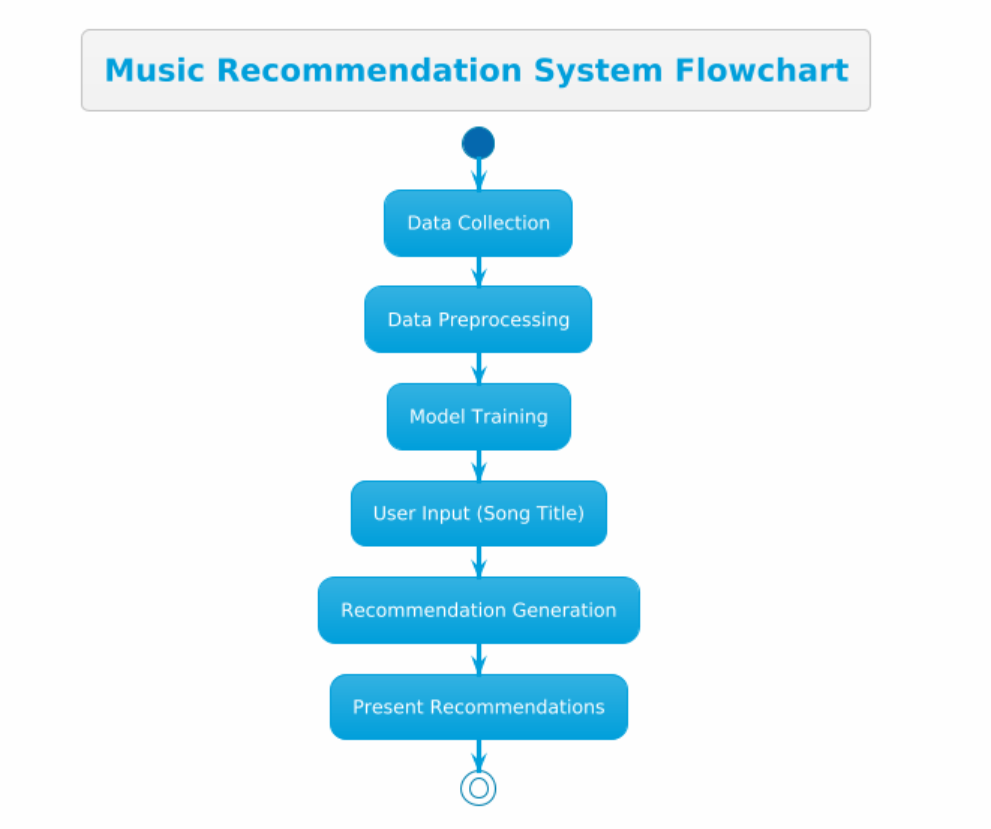 Music Recommendation System Flowchart
Data Collection
Data Preprocessing
Model Training
User Input (Song Title)
Recommendation Generation
Present Recommendations